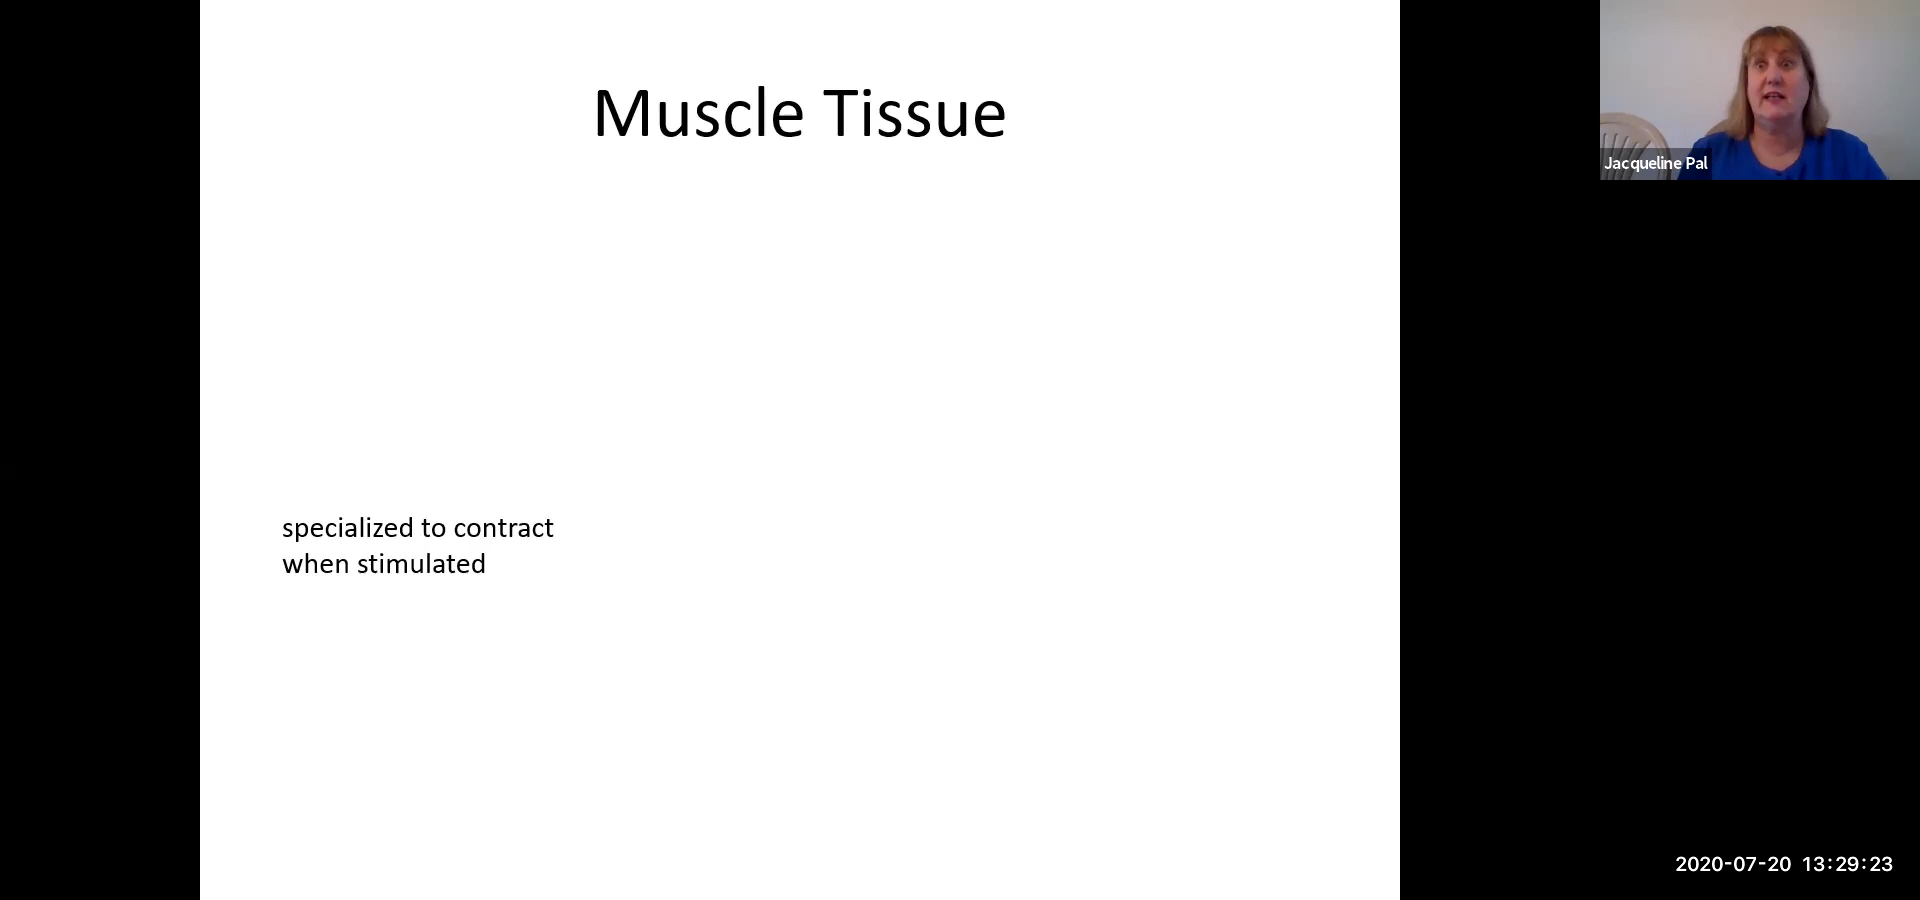 Muscle Tissue
Jacqueline Pal
specialized to contract
when stimulated
2020-07-20 13:29:23